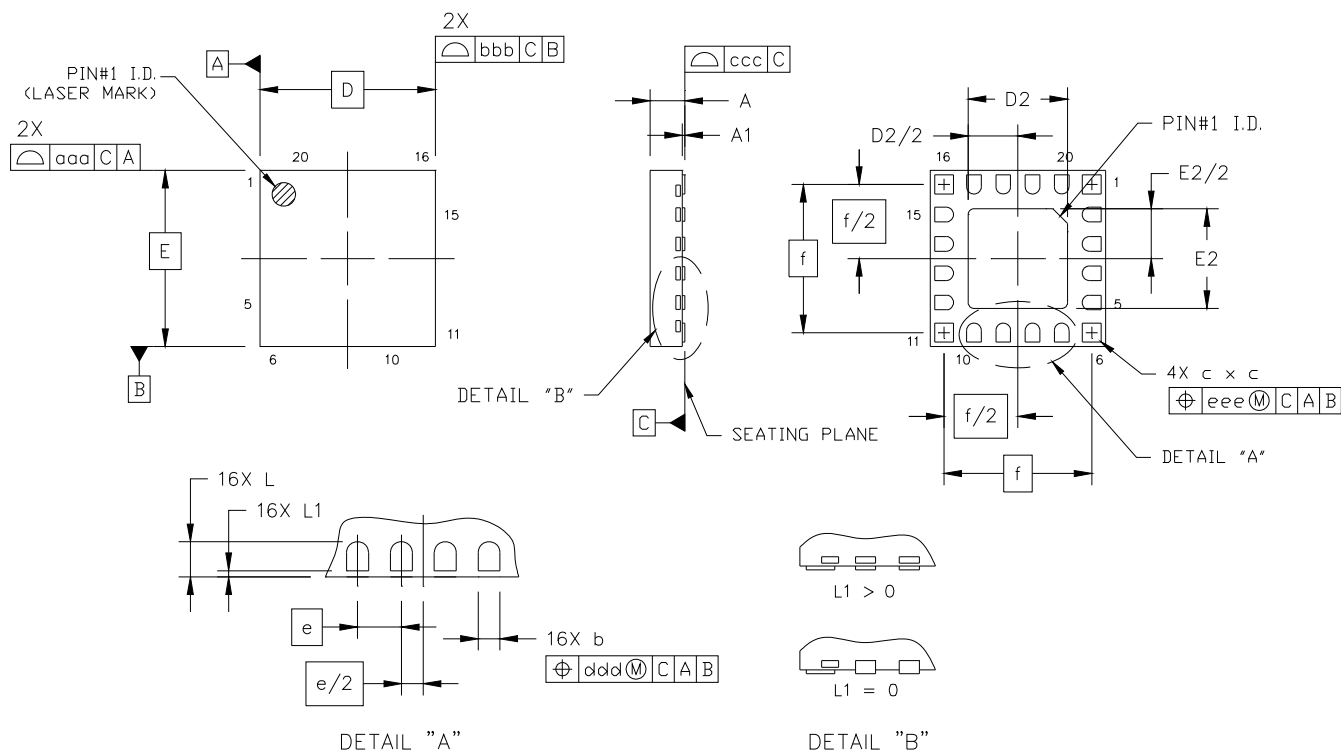 2X
bbb C B
A
PIN#1 I.D.
(LASER MARK)
D
2X
aaa C A
20
16
1
15
E
5
11
6
10
B
ccc C
A
A1
DETAIL "B"
C
SEATING PLANE
D2
D2/2
PIN#1 I.D.
16
20
1
E2/2
15
f/2
f
E2
5
11
10
6
4X c x c
eee Ⓜ C A B
f/2
DETAIL "A"
f
16X L
16X L1
e
16X b
ddd Ⓜ C A B
e/2
DETAIL "A"
L1 > 0
L1 = 0
DETAIL "B"